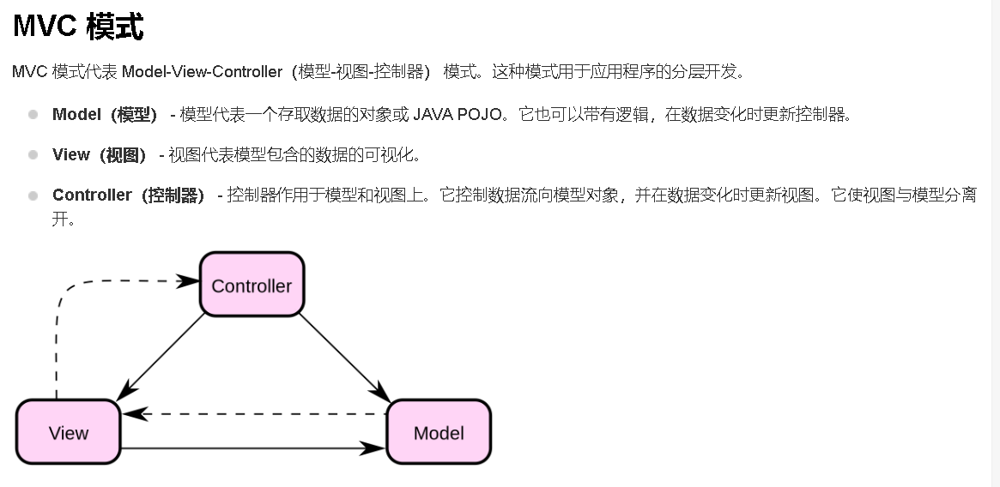 MVC 模式
MVC 模式代表 Model-View-Controller（模型-视图-控制器） 模式。这种模式用于应用程序的分层开发。
Model（模型） - 模型代表一个存取数据的对象或 JAVA POJO。它也可以带有逻辑，在数据变化时更新控制器。
View（视图） - 视图代表模型包含的数据的可视化。
Controller（控制器） - 控制器作用于模型和视图上。它控制数据流向模型对象，并在数据变化时更新视图。它使视图与模型分离
开。
Controller
View
Model